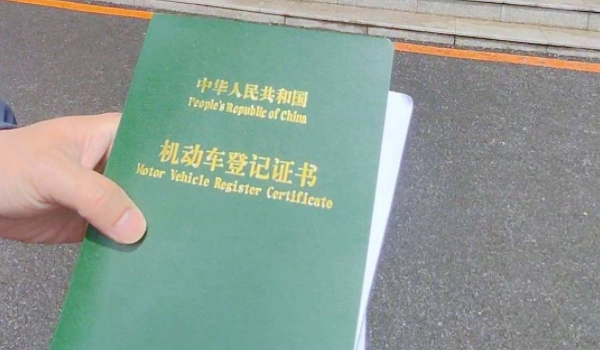 中华人民共和国
People's Republic of China
机动车登记证书
Motor Vehicle Register Certificate